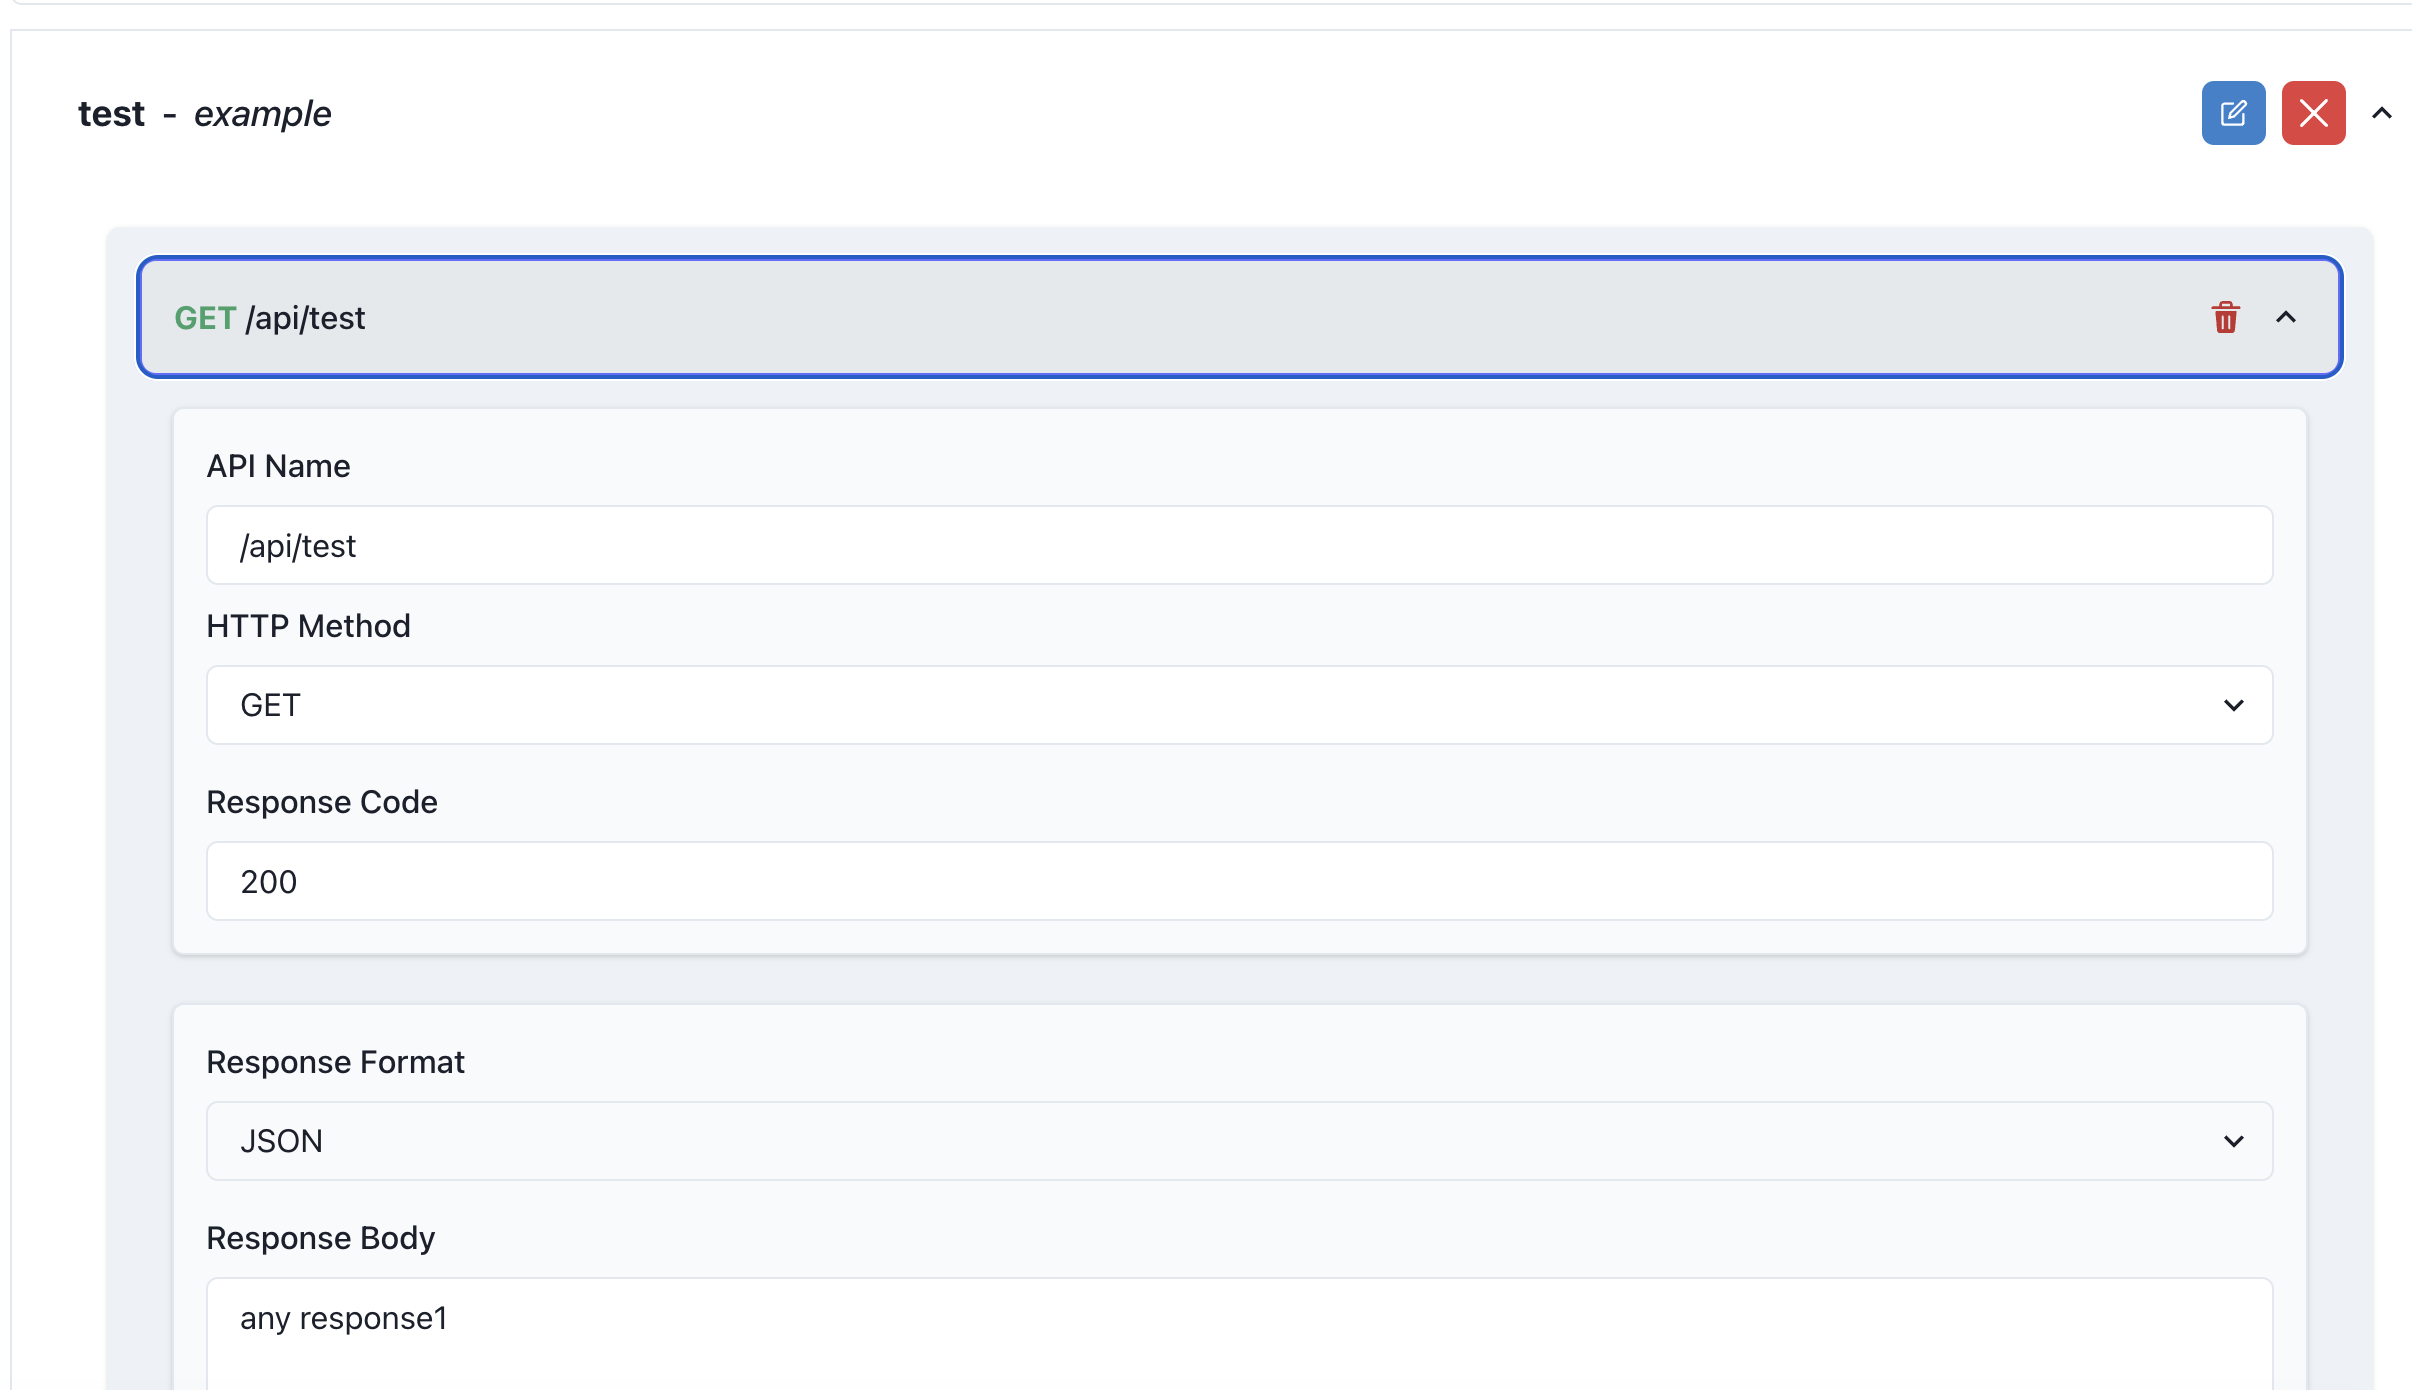 test - example
GET /api/test
API Name
/api/test
HTTP Method
GET
Response Code
200
Response Format
JSON
Response Body
any response1